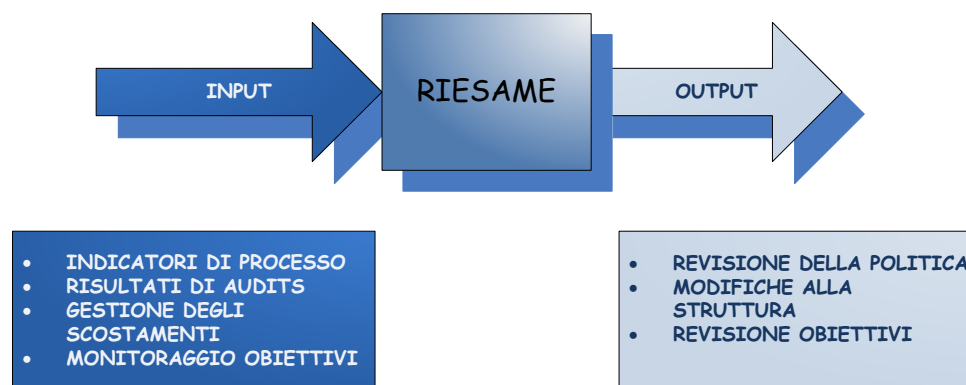 INPUT
RIESAME
OUTPUT
• INDICATORI DI PROCESSO
• RISULTATI DI AUDITS
• GESTIONE DEGLI
SCOSTAMENTI
• MONITORAGGIO OBIETTIVI
• REVISIONE DELLA POLITICA
• MODIFICHE ALLA
STRUTTURA
• REVISIONE OBIETTIVI